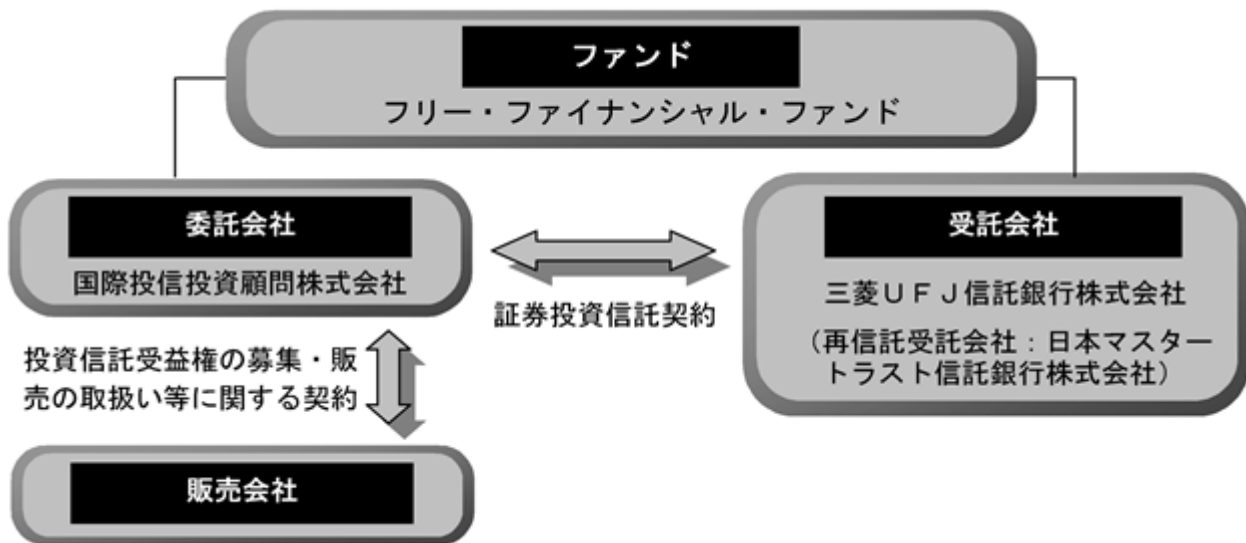 ファンド
フリー・ファイナンシャル・ファンド
委託会社
国際投信投資顧問株式会社
証券投資信託契約
受託会社
三菱ＵＦＪ信託銀行株式会社
（再信託受託会社：日本マスター
トラスト信託銀行株式会社）
投資信託受益権の募集・販
売の取扱い等に関する契約
販売会社